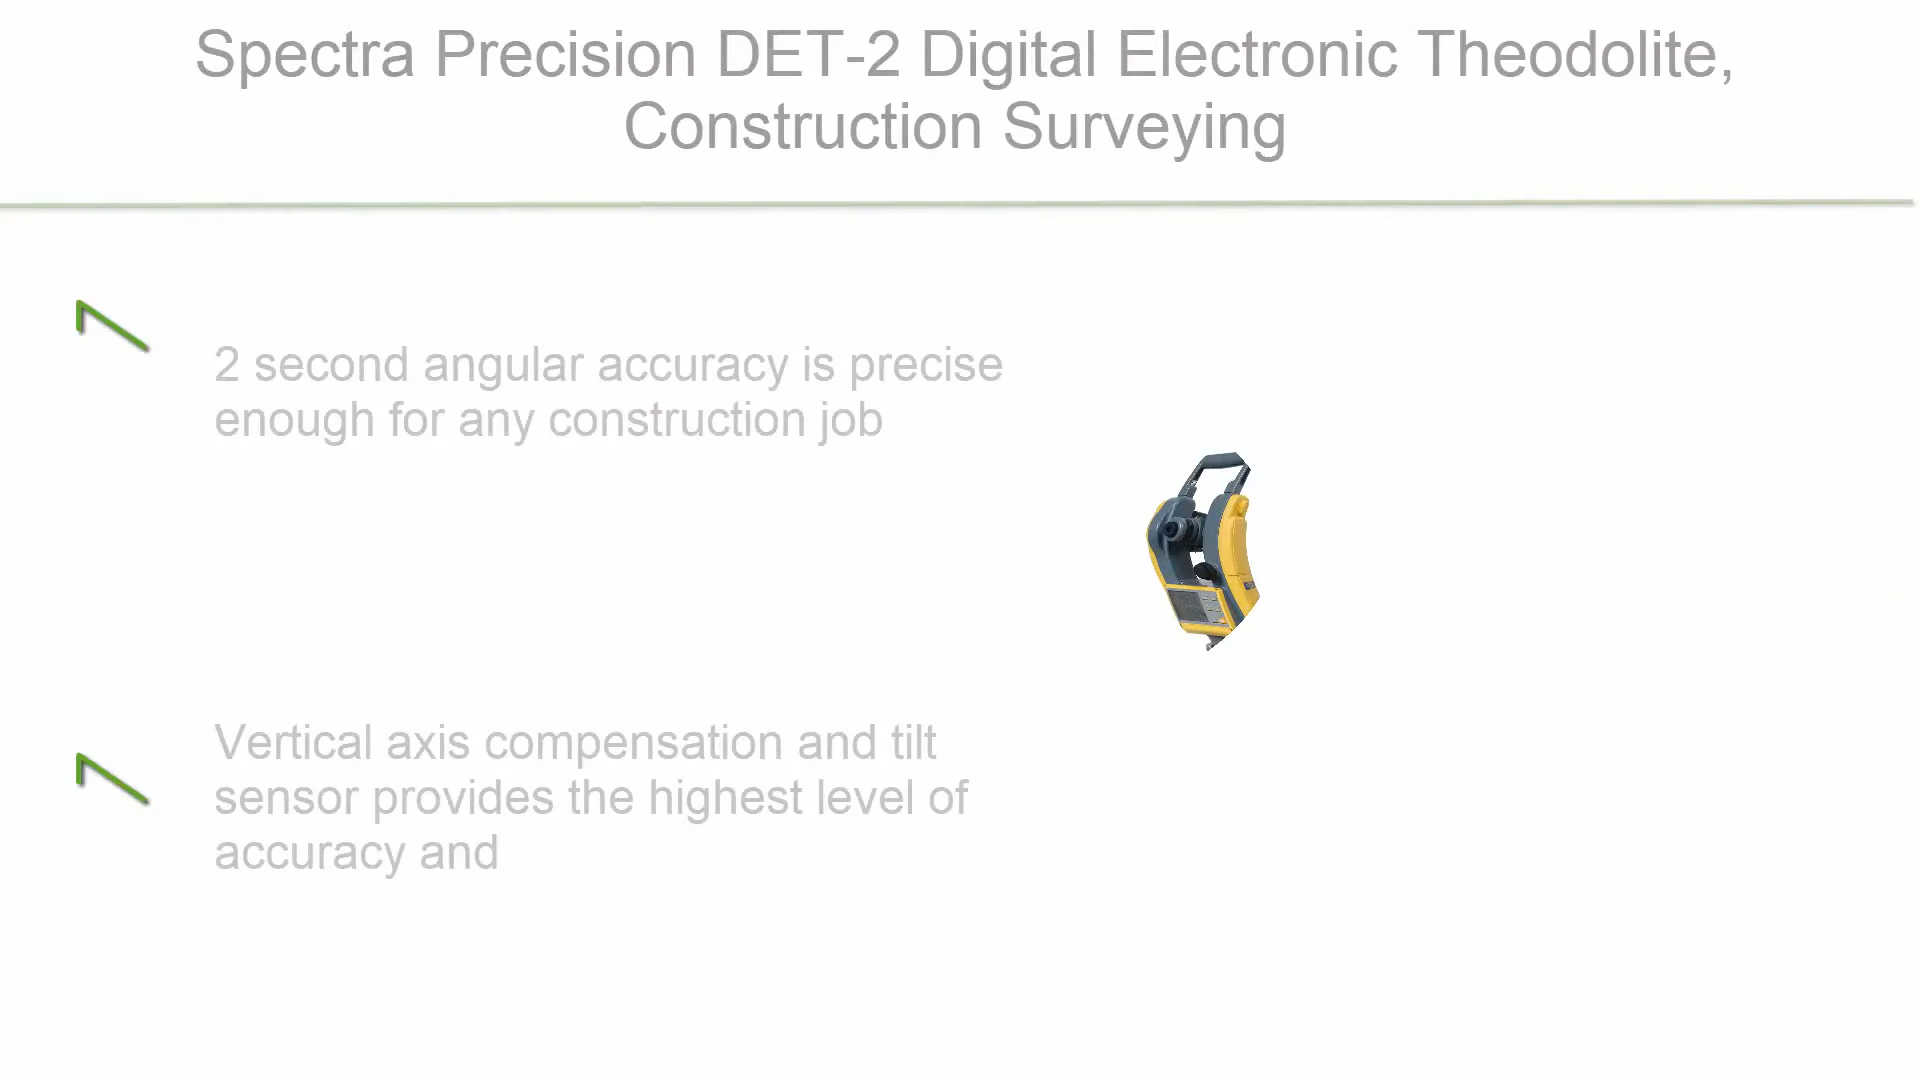 Spectra Precision DET-2 Digital Electronic Theodolite,
Construction Surveying
2 second angular accuracy is precise
enough for any construction job
Vertical axis compensation and tilt
sensor provides the highest level of
accuracy and